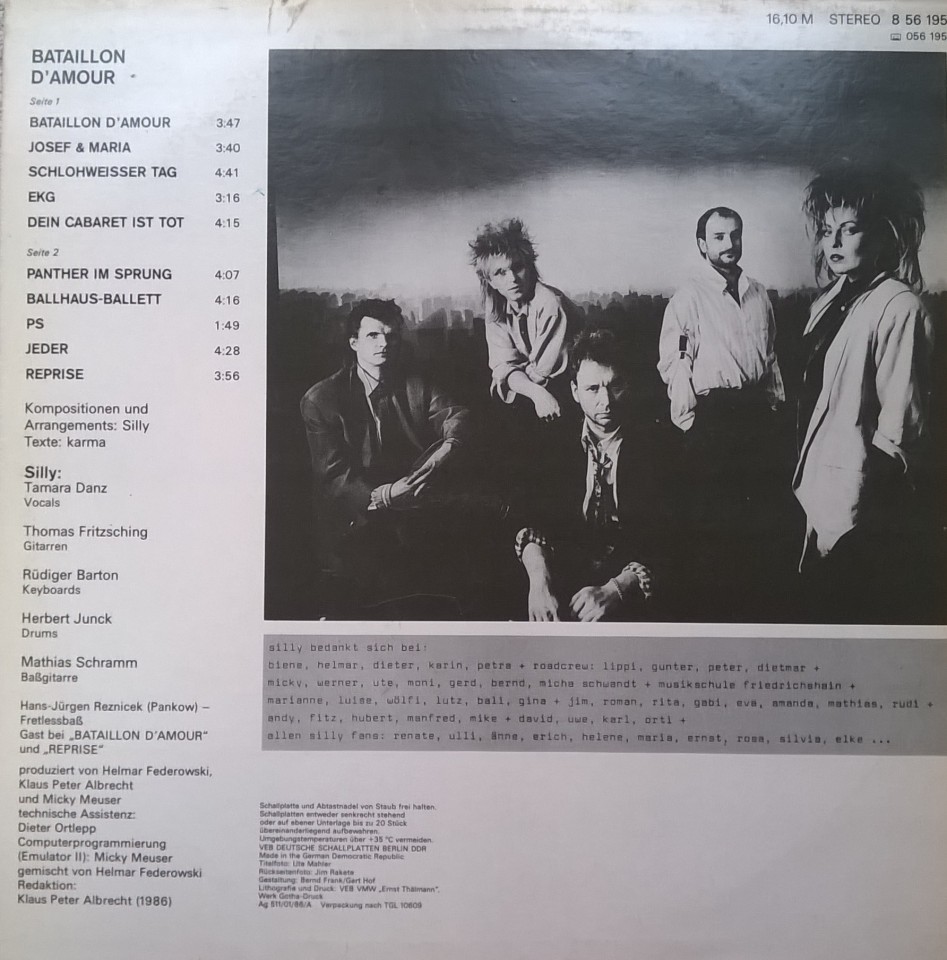 16,10 M STEREO 8 56 195
056 195
BATAILLON
D'AMOUR
Seite 1
BATAILLON D'AMOUR 3:47
JOSEF & MARIA 3:40
SCHLOHWEISSER TAG 4:41
EKG 3:16
DEIN CABARET IST TOT 4:15
Seite 2
PANTHER IM SPRUNG 4:07
BALLHAUS-BALLETT 4:16
PS 1:49
JEDER 4:28
REPRISE 3:56
Kompositionen und
Arrangements: Silly
Texte: karma
Silly:
Tamara Danz
Vocals
Thomas Fritzsching
Gitarren
Rüdiger Barton
Keyboards
Herbert Junck
Drums
Mathias Schramm
Baßgitarre
Hans-Jürgen Reznicek (Pankow) –
Fretlessbaß
Gast bei „BATAILLON D'AMOUR"
und „REPRISE"
produziert von Helmar Federowski,
Klaus Peter Albrecht
und Micky Meuser
technische Assistenz:
Dieter Ortlepp
Computerprogrammierung
(Emulator II): Micky Meuser
gemischt von Helmar Federowski
Redaktion:
Klaus Peter Albrecht (1986)
silly bedankt sich bei:
biene, helmar, dieter, karin, petra + roadcrew: lippi, gunter, peter, dietmar +
micky, werner, ute, moni, gerd, bernd, micha schwandt + musikschule friedrichshain +
marianne, luise, wölfi, lutz, bali, gina + jim, roman, rita, gabi, eva, amanda, mathias, rudi +
andy, fitz, hubert, manfred, mike + david, uwe, karl, orti +
allen silly fans: renate, ulli, änne, erich, helene, maria, ernst, rosa, silvia, elke ...
Schallplatte und Abtastnadel von Staub frei halten.
Schallplatten entweder senkrecht stehend
oder auf ebener Unterlage bis zu 20 Stück
übereinanderliegend aufbewahren.
Umgebungstemperaturen über +35 °C vermeiden.
VEB DEUTSCHE SCHALLPLATTEN BERLIN DDR
Made in the German Democratic Republic
Titelfoto: Ute Mahler
Rückseitenfoto: Jim Rakete
Gestaltung: Bernd Frank/Gert Hof
Lithografie und Druck: VEB VMW „Ernst Thälmann",
Werk Gotha-Druck
Ag 511/01/86/A Verpackung nach TGL 10609